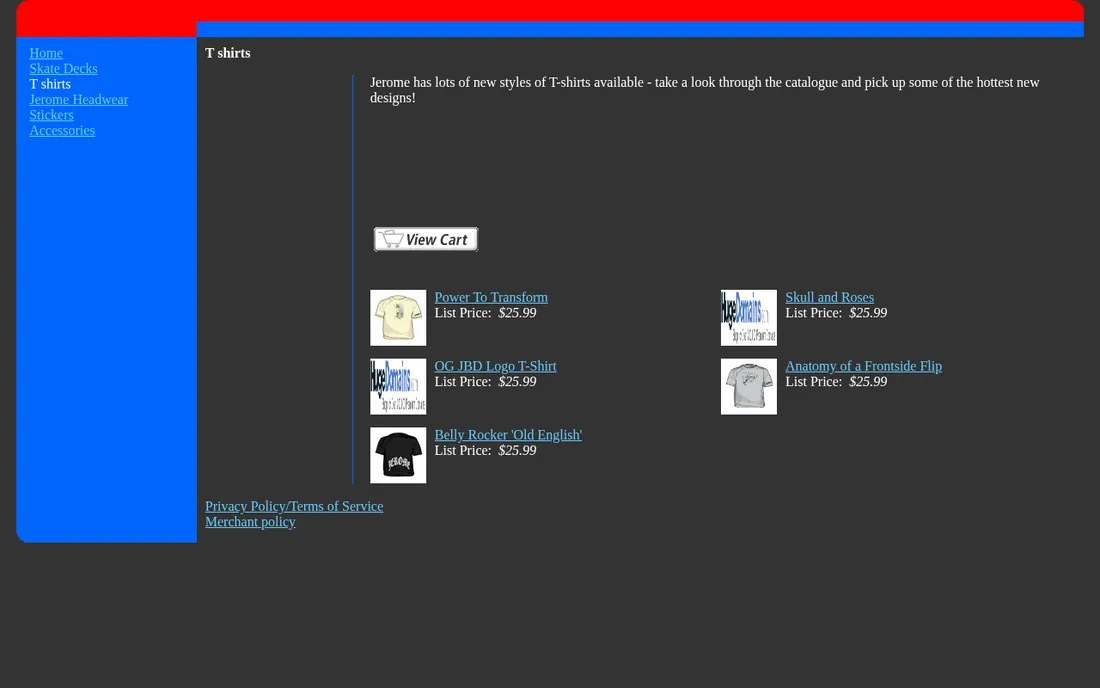 Home
Skate Decks
T shirts
Jerome Headwear
Stickers
Accessories
T shirts
Jerome has lots of new styles of T-shirts available - take a look through the catalogue and pick up some of the hottest new
designs!
View Cart
Power To Transform
List Price: $25.99
HugeDomains
Skull and Roses
List Price: $25.99
HugeDomains
OG JBD Logo T-Shirt
List Price: $25.99
Anatomy of a Frontside Flip
List Price: $25.99
JEROME
Belly Rocker 'Old English'
List Price: $25.99
Privacy Policy/Terms of Service
Merchant policy